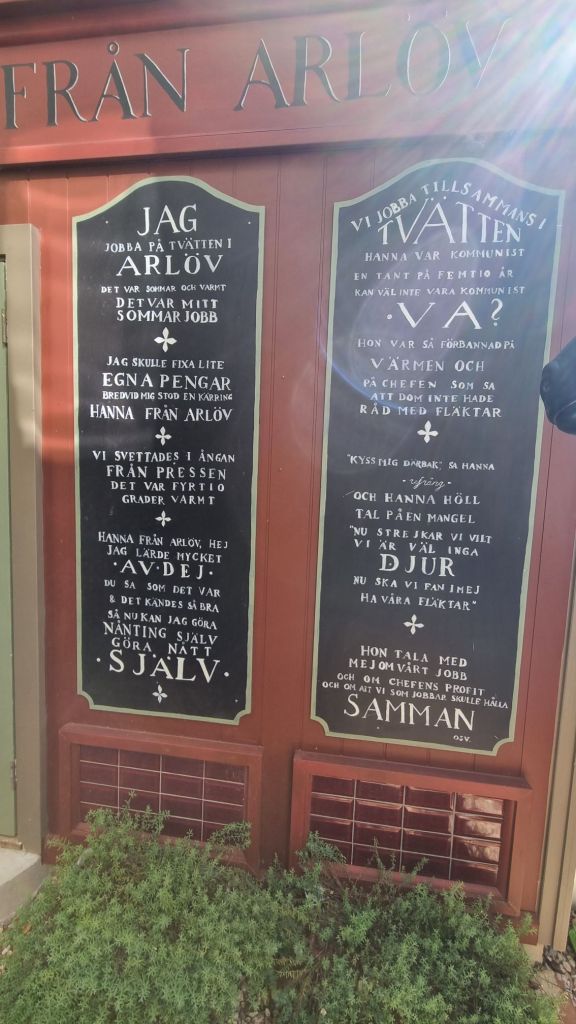 FRÅN ARLÖV
JAG
JOBBA PÅ TVÄTTEN I
ARLÖV
DET VAR SOMMAR OCH VARMT
DET VAR MITT
SOMMAR JOBB
JAG SKULLE FIXA LITE
EGNA PENGAR
BREDVID MIG STOD EN KÄRRING
HANNA FRÅN ARLÖV
VI SVETTADES I ÅNGAN
FRÅN PRESSEN
DET VAR FYRTIO
GRADER VARMT
HANNA FRÅN ARLÖV, HEJ
JAG LÄRDE MYCKET
·AV·DEJ·
DU SA SOM DET VAR
& DET KÄNDES SÅ BRA
SÅ NU KAN JAG GÖRA
NÅNTING SJÄLV
GÖRA NÅTT
·SJÄLV·
VI JOBBA TILLSAMMANS I
TVÄTTEN
HANNA VAR KOMMUNIST
EN TANT PÅ FEMTIO ÅR
KAN VÄL INTE VARA KOMMUNIST
·VA?
HON VAR SÅ FÖRBANNAD PÅ
VÄRMEN OCH
PÅ CHEFEN SOM SA
ATT DOM INTE HADE
RÅD MED FLÄKTAR
"KYSS MIG DÄRBAK", SA HANNA
-refräng-
OCH HANNA HÖLL
TAL PÅ EN MANGEL
"NU STREJKAR VI VILT
VI ÄR VÄL INGA
DJUR
NU SKA VI FAN I MEJ
HA VÅRA FLÄKTAR"
HON TALA MED
MEJ OM VÅRT JOBB
OCH OM CHEFENS PROFIT
OCH OM ATT VI SOM JOBBAR SKULLE HÅLLA
SAMMAN
OSV.